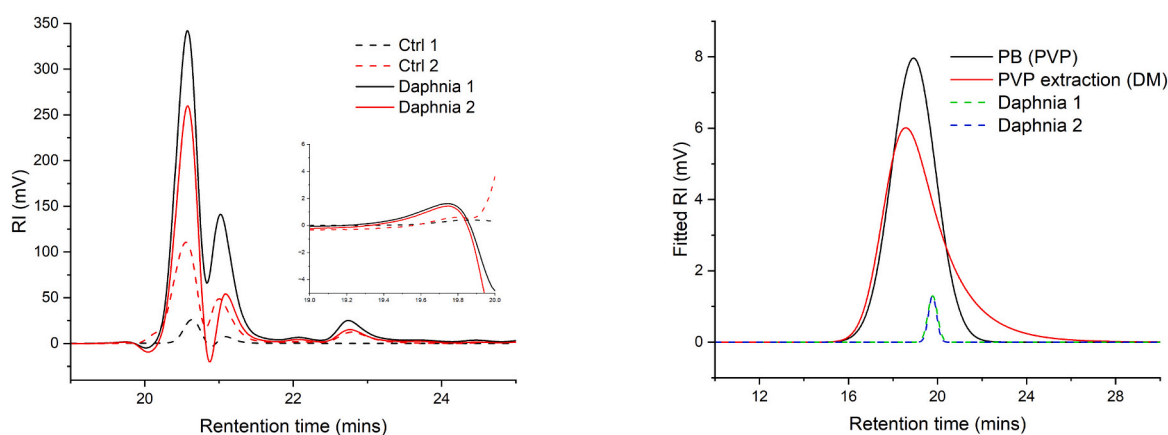 350
300
250
200
150
100
50
0
RI (mV)
20
22
24
Rentention time (mins)
Ctrl 1
Ctrl 2
Daphnia 1
Daphnia 2
6
4
2
0
-2
-4
19.0
19.2
19.4
19.6
19.8
20.0
8
6
4
2
0
Fitted RI (mV)
12
16
20
24
28
Retention time (mins)
PB (PVP)
PVP extraction (DM)
Daphnia 1
Daphnia 2